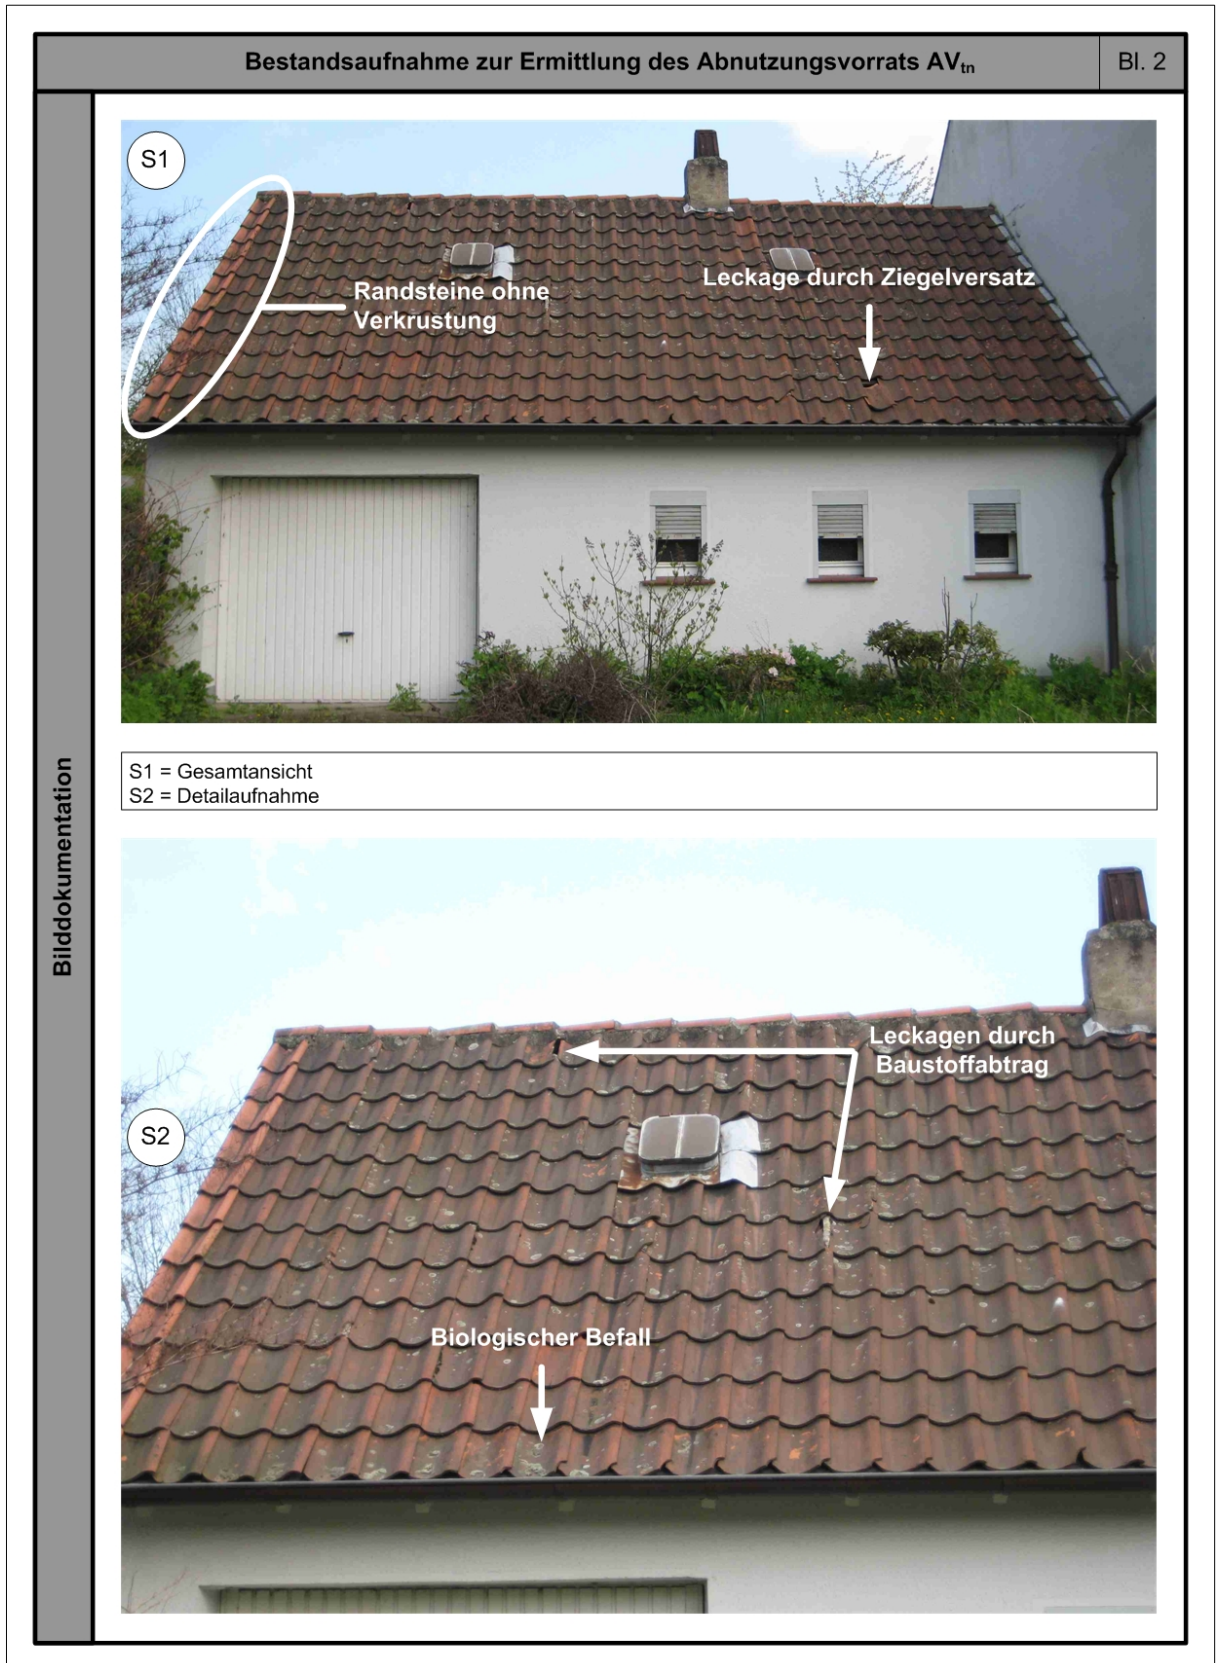 Bestandsaufnahme zur Ermittlung des Abnutzungsvorrats AVtn
Bl. 2
Bilddokumentation
S1
Randsteine ohne
Verkrustung
Leckage durch Ziegelversatz
S1 = Gesamtansicht
S2 = Detailaufnahme
Leckagen durch
Baustoffabtrag
S2
Biologischer Befall